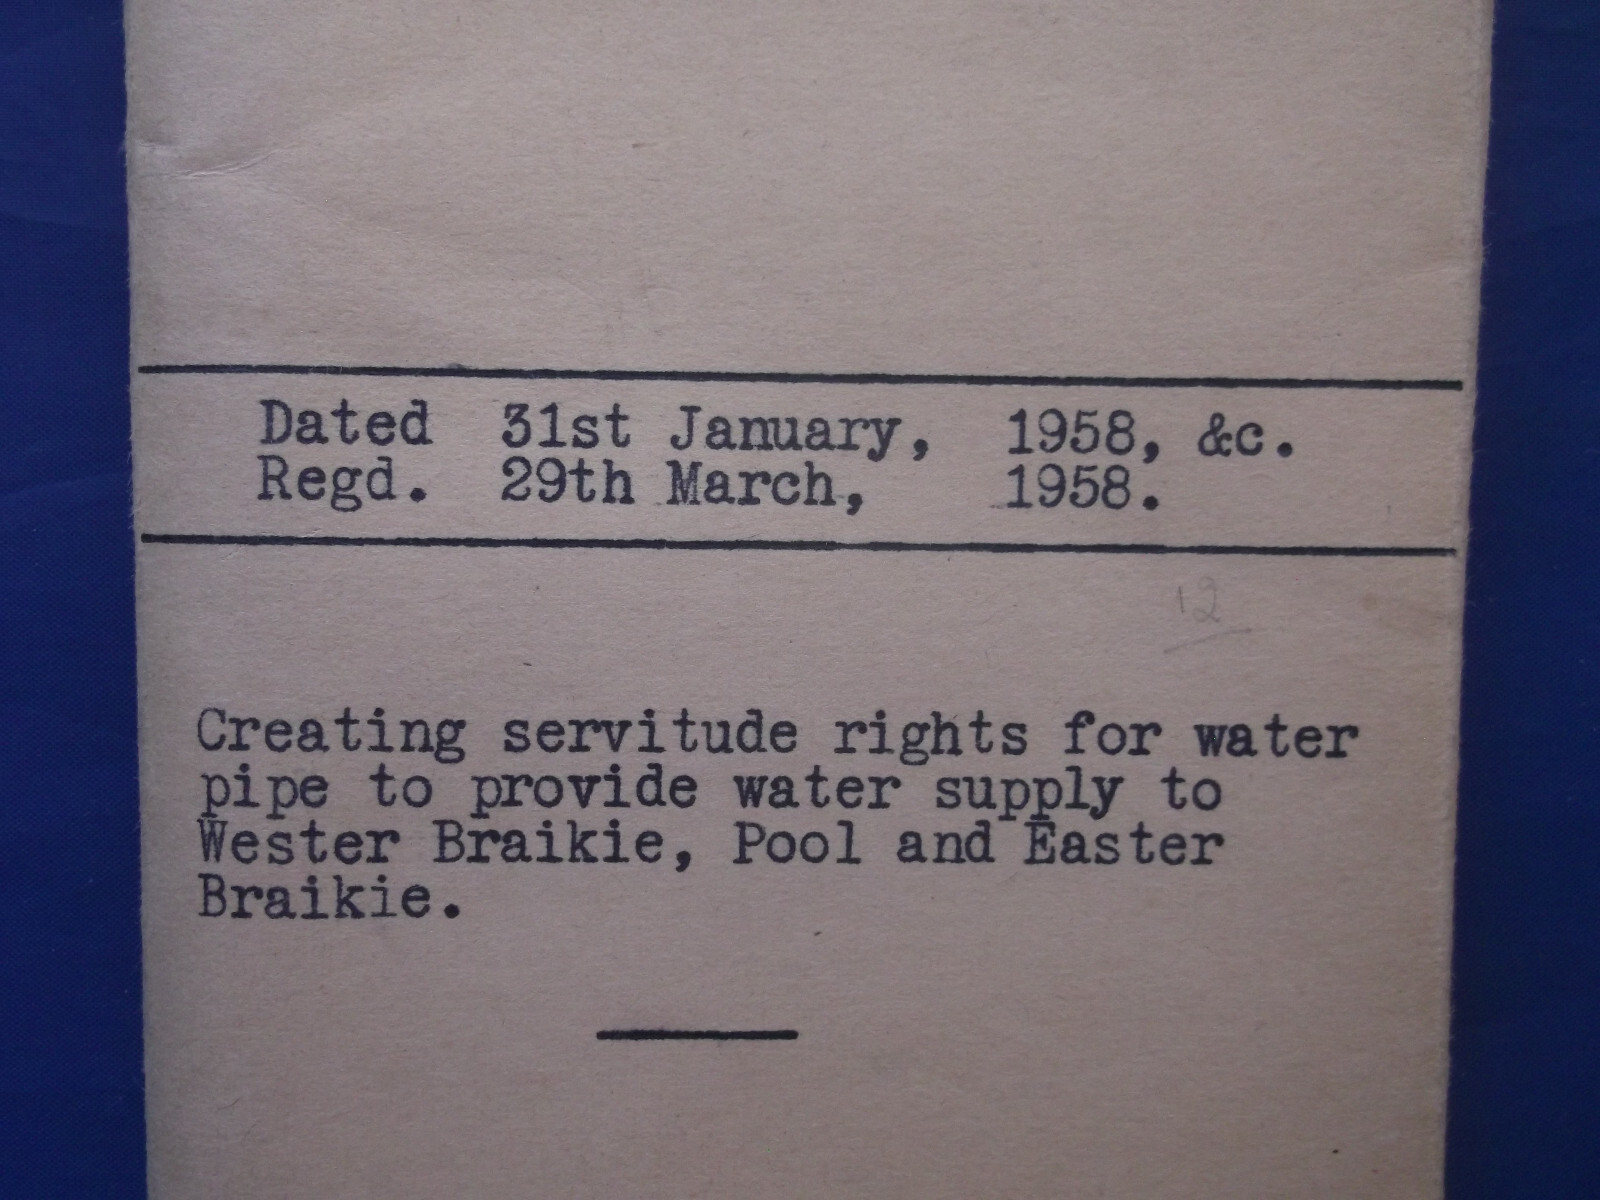 Dated 31st January, 1958, &c.
Regd. 29th March, 1958.
12
Creating servitude rights for water
pipe to provide water supply to
Wester Braikie, Pool and Easter
Braikie.